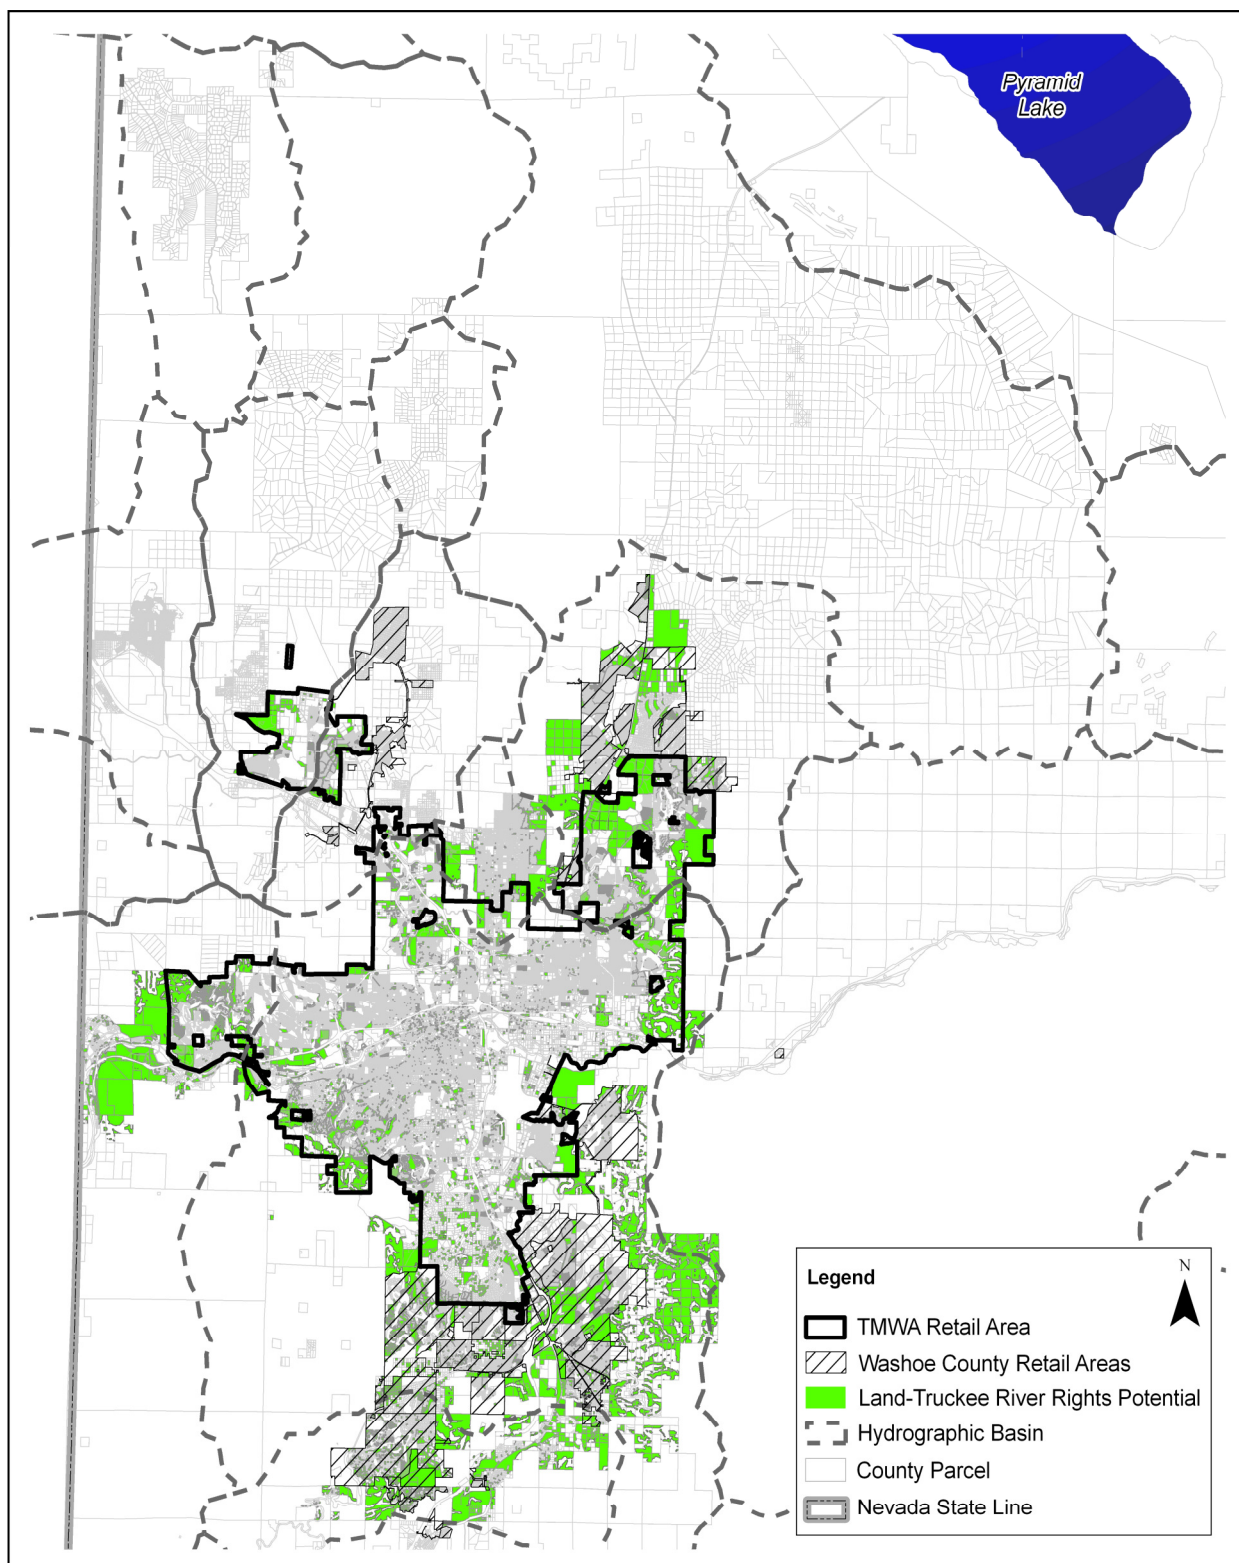 Pyramid
Lake
N
Legend
TMWA Retail Area
Washoe County Retail Areas
Land-Truckee River Rights Potential
Hydrographic Basin
County Parcel
Nevada State Line